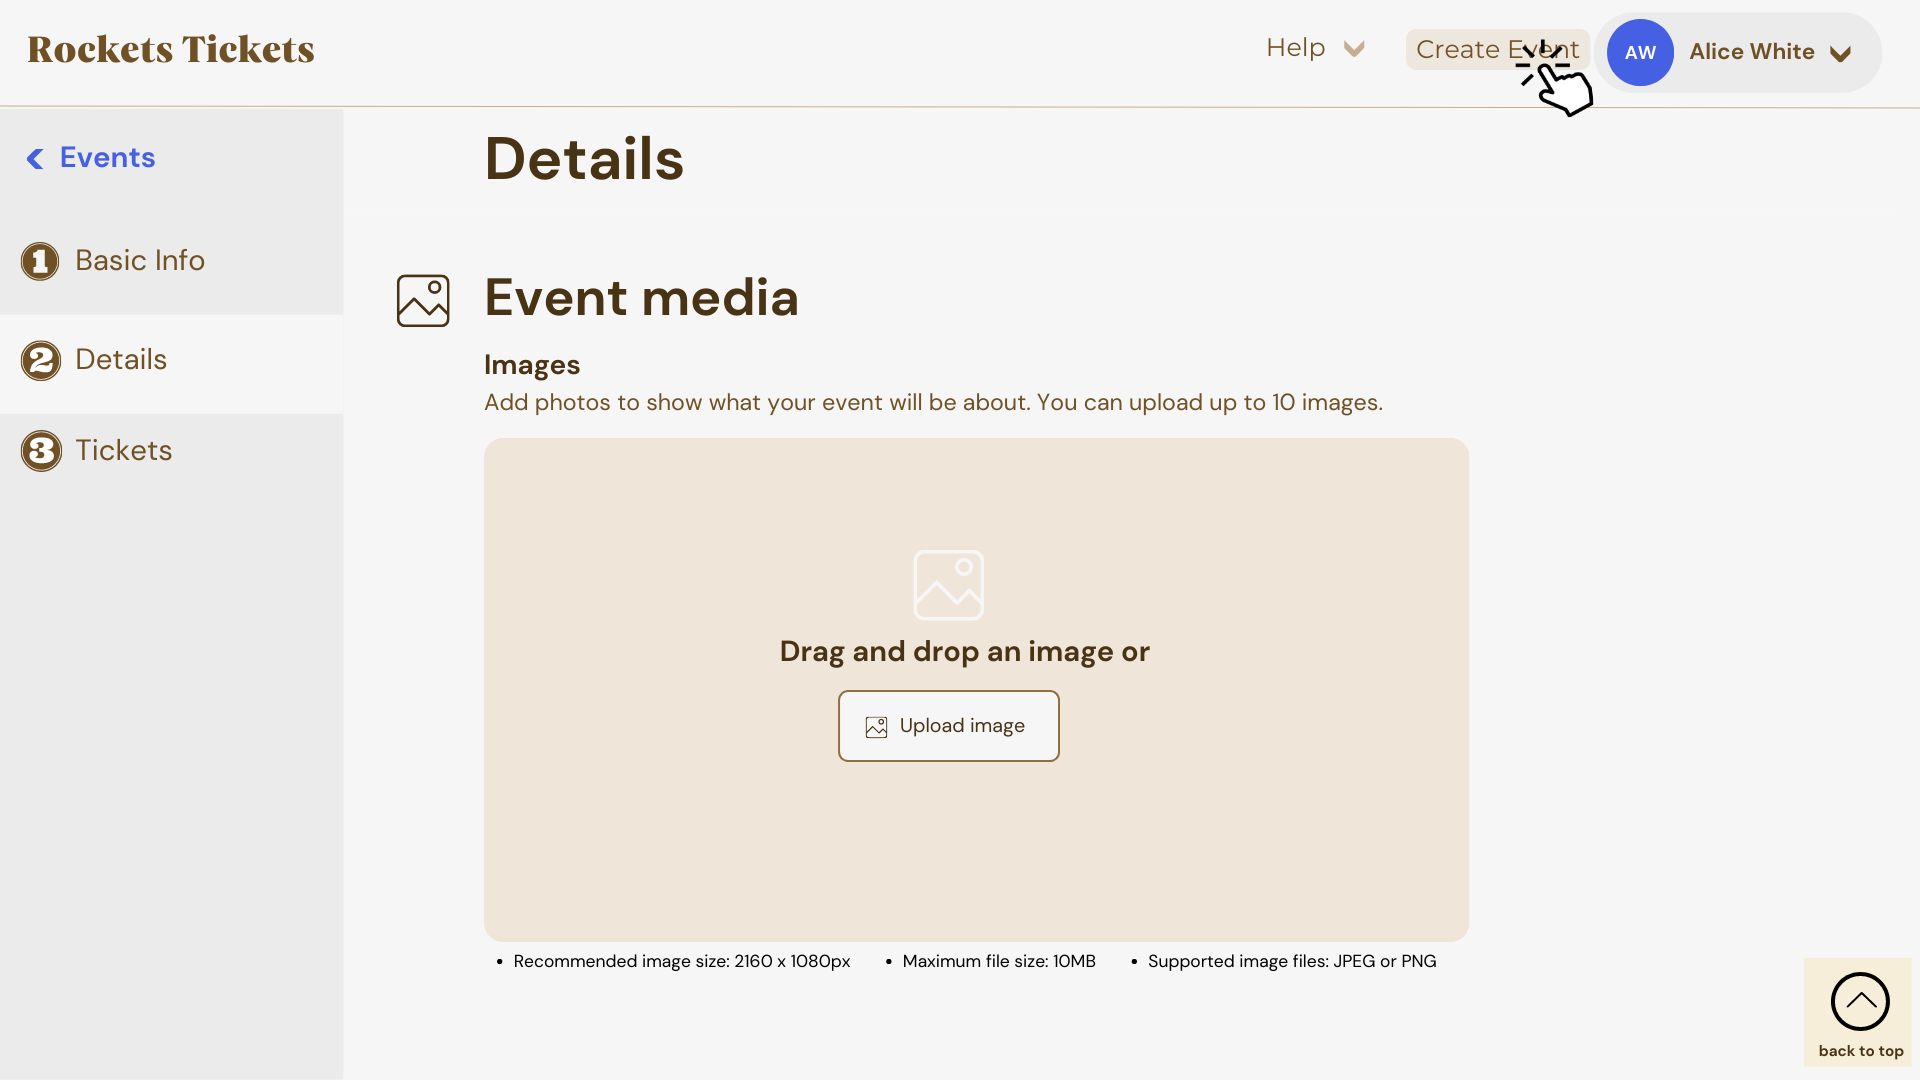 Rockets Tickets
Help
Create Event
AW
Alice White
Events
1 Basic Info
2 Details
3 Tickets
Details
Event media
Images
Add photos to show what your event will be about. You can upload up to 10 images.
Drag and drop an image or
Upload image
• Recommended image size: 2160 x 1080px • Maximum file size: 10MB • Supported image files: JPEG or PNG
back to top